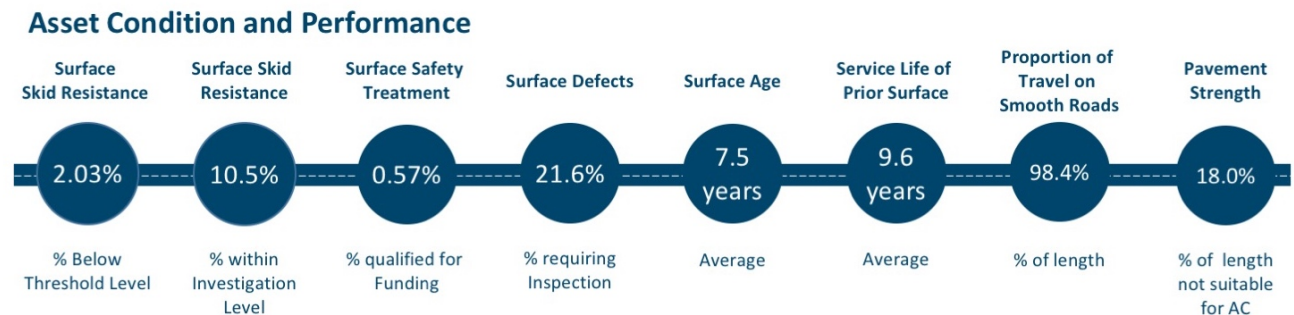 Asset Condition and Performance
Surface
Skid Resistance
2.03%
% Below
Threshold Level
Surface Skid
Resistance
10.5%
% within
Investigation
Level
Surface Safety
Treatment
0.57%
% qualified for
Funding
Surface Defects
21.6%
% requiring
Inspection
Surface Age
7.5
years
Average
Service Life of
Prior Surface
9.6
years
Average
Proportion of
Travel on
Smooth Roads
98.4%
% of length
Pavement
Strength
18.0%
% of length
not suitable
for AC